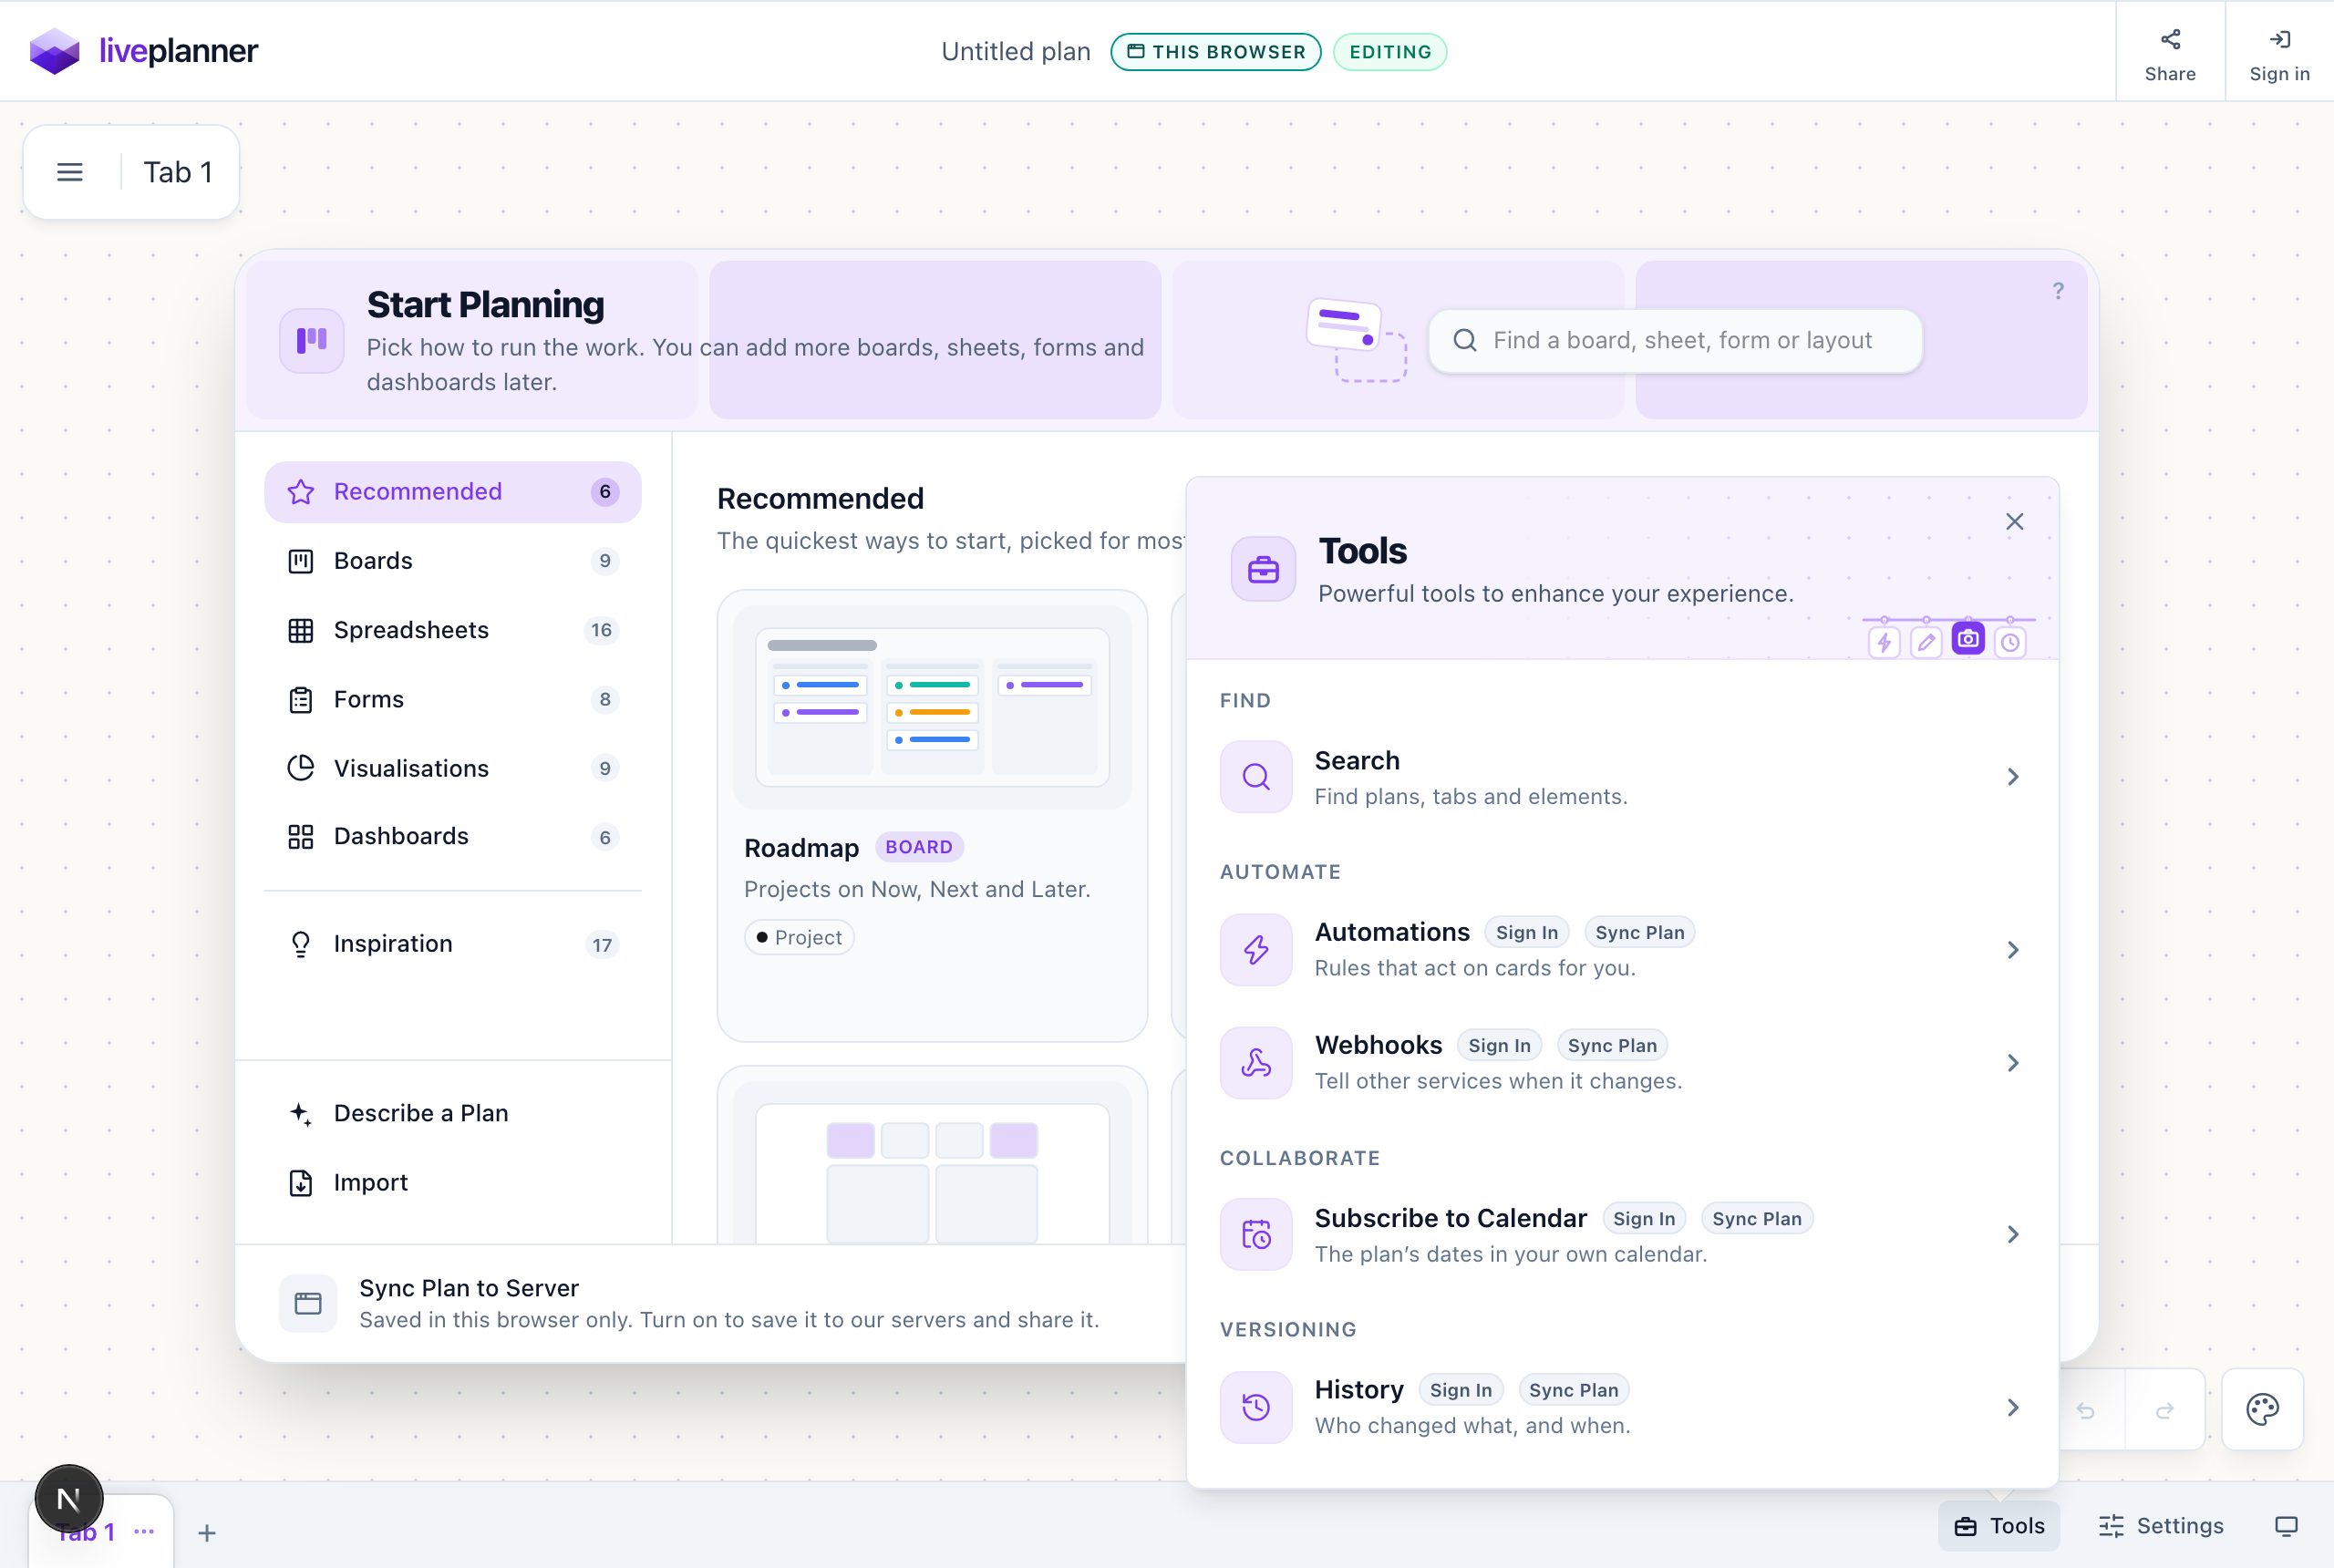 liveplanner
Untitled plan
THIS BROWSER
EDITING
Share
Sign in
Tab 1
Start Planning
Pick how to run the work. You can add more boards, sheets, forms and
dashboards later.
Find a board, sheet, form or layout
?
Recommended 6
Boards 9
Spreadsheets 16
Forms 8
Visualisations 9
Dashboards 6
Inspiration 17
Describe a Plan
Import
Recommended
The quickest ways to start, picked for most
Roadmap BOARD
Projects on Now, Next and Later.
Project
Sync Plan to Server
Saved in this browser only. Turn on to save it to our servers and share it.
Tools
Powerful tools to enhance your experience.
FIND
Search
Find plans, tabs and elements.
AUTOMATE
Automations Sign In Sync Plan
Rules that act on cards for you.
Webhooks Sign In Sync Plan
Tell other services when it changes.
COLLABORATE
Subscribe to Calendar Sign In Sync Plan
The plan’s dates in your own calendar.
VERSIONING
History Sign In Sync Plan
Who changed what, and when.
N
Tab 1
Tools
Settings